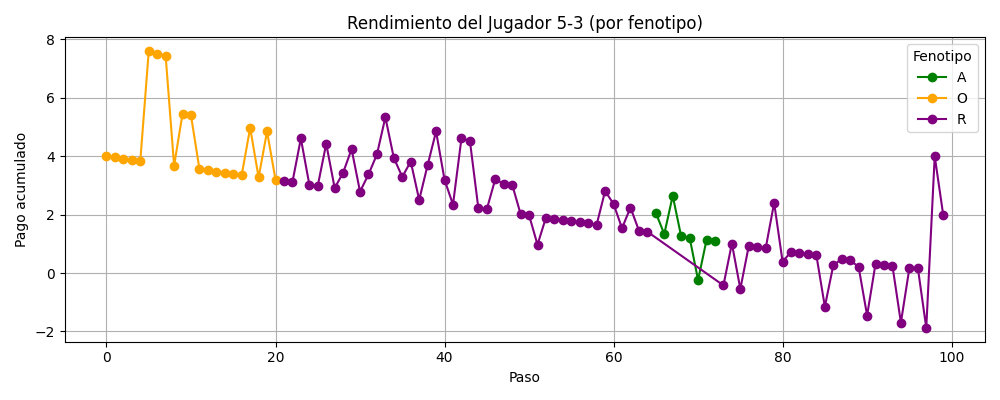 Rendimiento del Jugador 5-3 (por fenotipo)
Pago acumulado
8
6
4
2
0
−2
Fenotipo
A
O
R
0 20 40 60 80 100
Paso